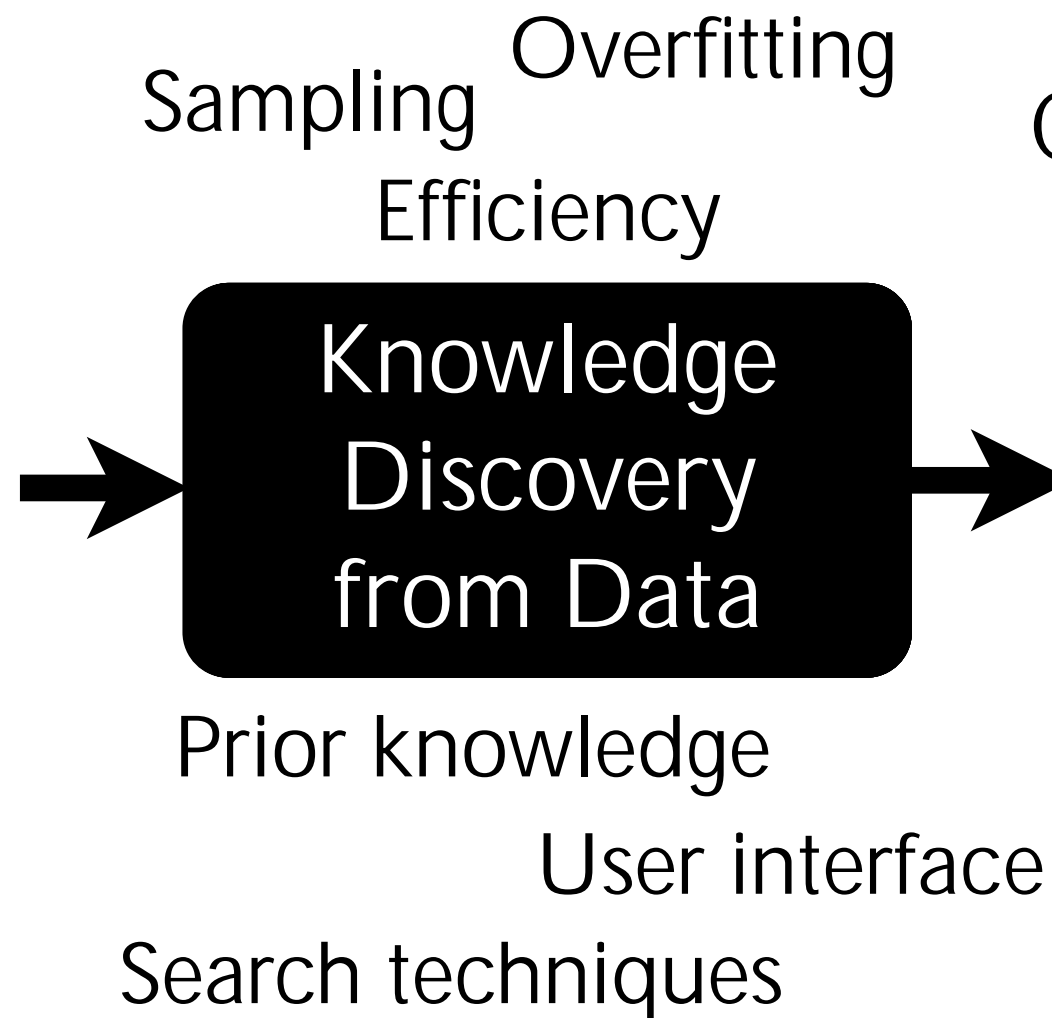 Overfitting
Sampling
Efficiency
Knowledge
Discovery
from Data
Prior knowledge
User interface
Search techniques